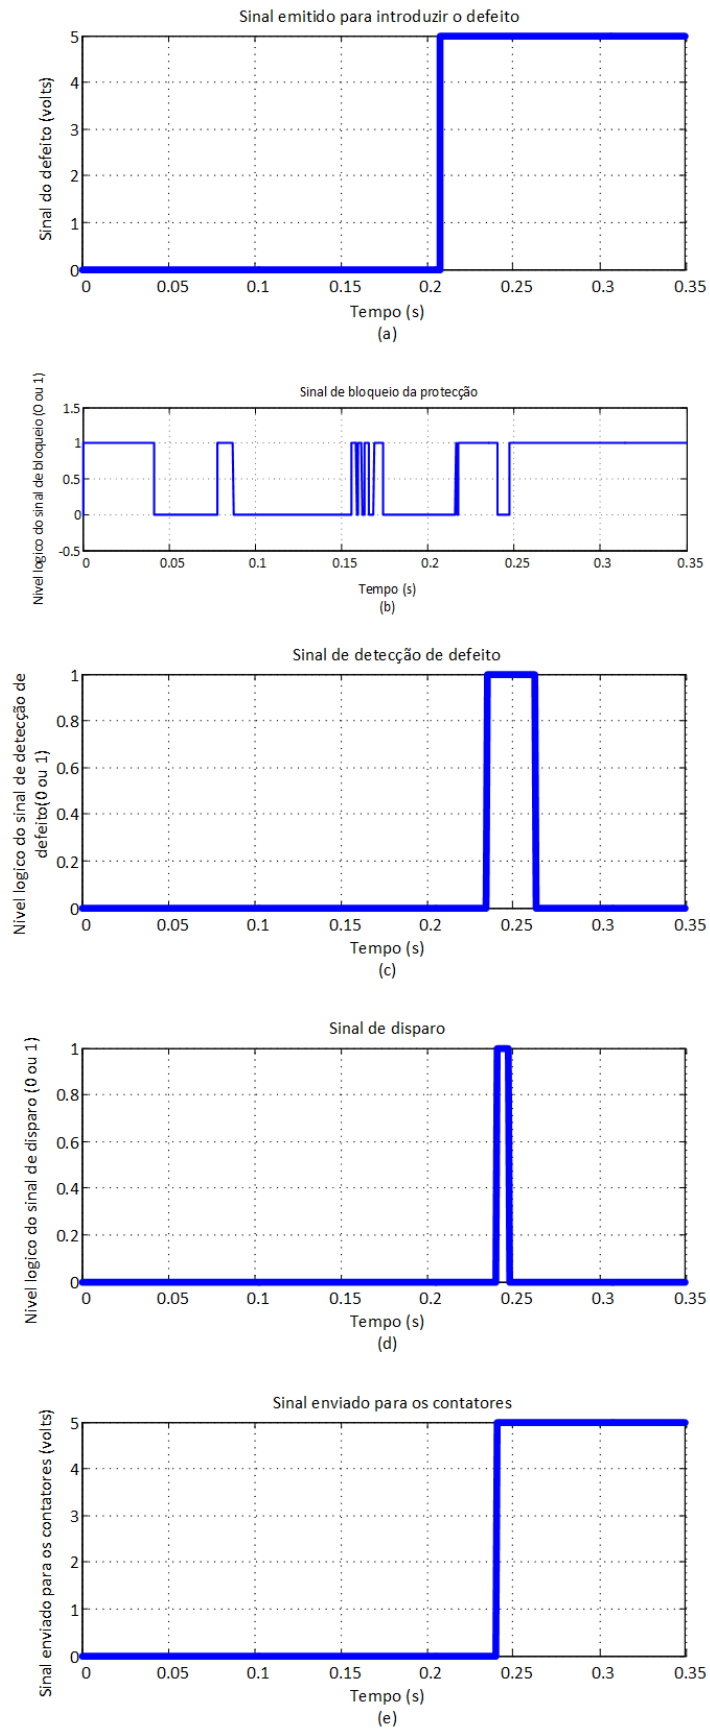 Sinal emitido para introduzir o defeito
Sinal do defeito (volts)
5
4
3
2
1
0
0 0.05 0.1 0.15 0.2 0.25 0.3 0.35
Tempo (s)
(a)
Sinal de bloqueio da protecção
Nivel logico do sinal de bloqueio (0 ou 1)
1.5
1
0.5
0
-0.5
0 0.05 0.1 0.15 0.2 0.25 0.3 0.35
Tempo (s)
(b)
Sinal de detecção de defeito
Nivel logico do sinal de detecção de
defeito(0 ou 1)
1
0.8
0.6
0.4
0.2
0
0 0.05 0.1 0.15 0.2 0.25 0.3 0.35
Tempo (s)
(c)
Sinal de disparo
Nivel logico do sinal de disparo (0 ou 1)
1
0.8
0.6
0.4
0.2
0
0 0.05 0.1 0.15 0.2 0.25 0.3 0.35
Tempo (s)
(d)
Sinal enviado para os contatores
Sinal enviado para os contatores (volts)
5
4
3
2
1
0
0 0.05 0.1 0.15 0.2 0.25 0.3 0.35
Tempo (s)
(e)